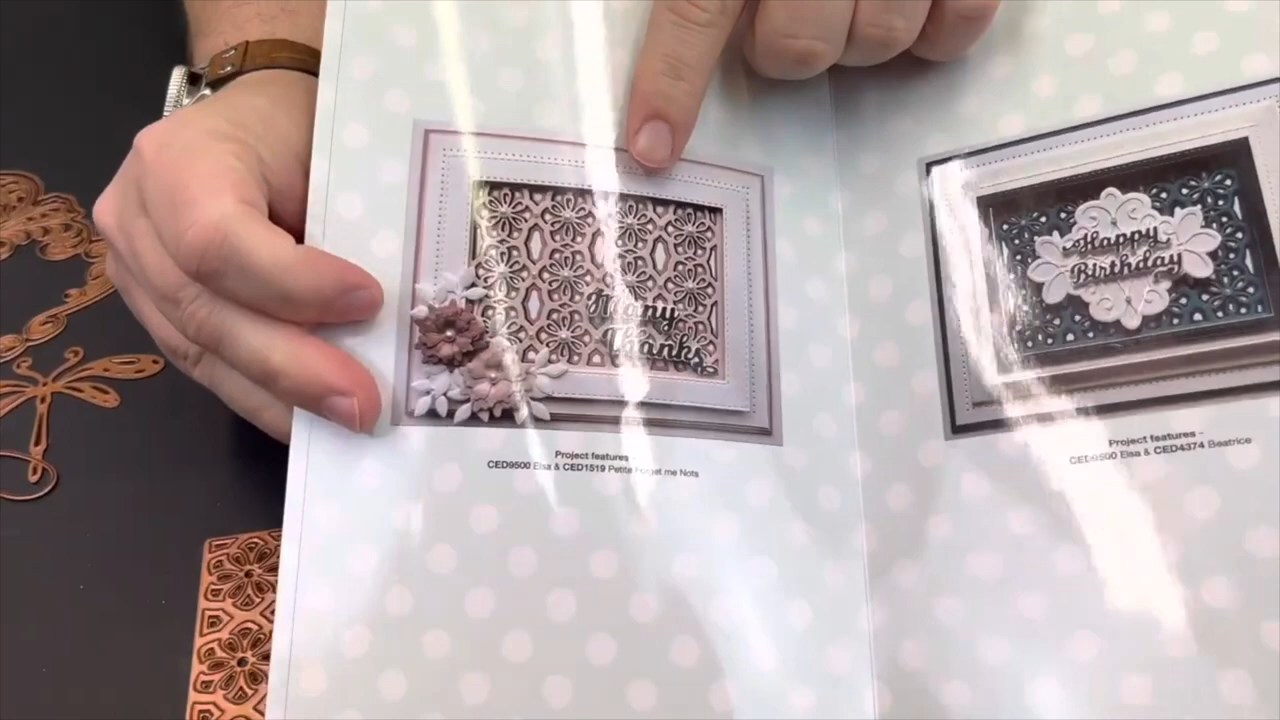 Many
Thanks
Project features -
CED9500 Elsa & CED1519 Petite Forget me Nots
Happy
Birthday
Project features -
CED9500 Elsa & CED4374 Beatrice